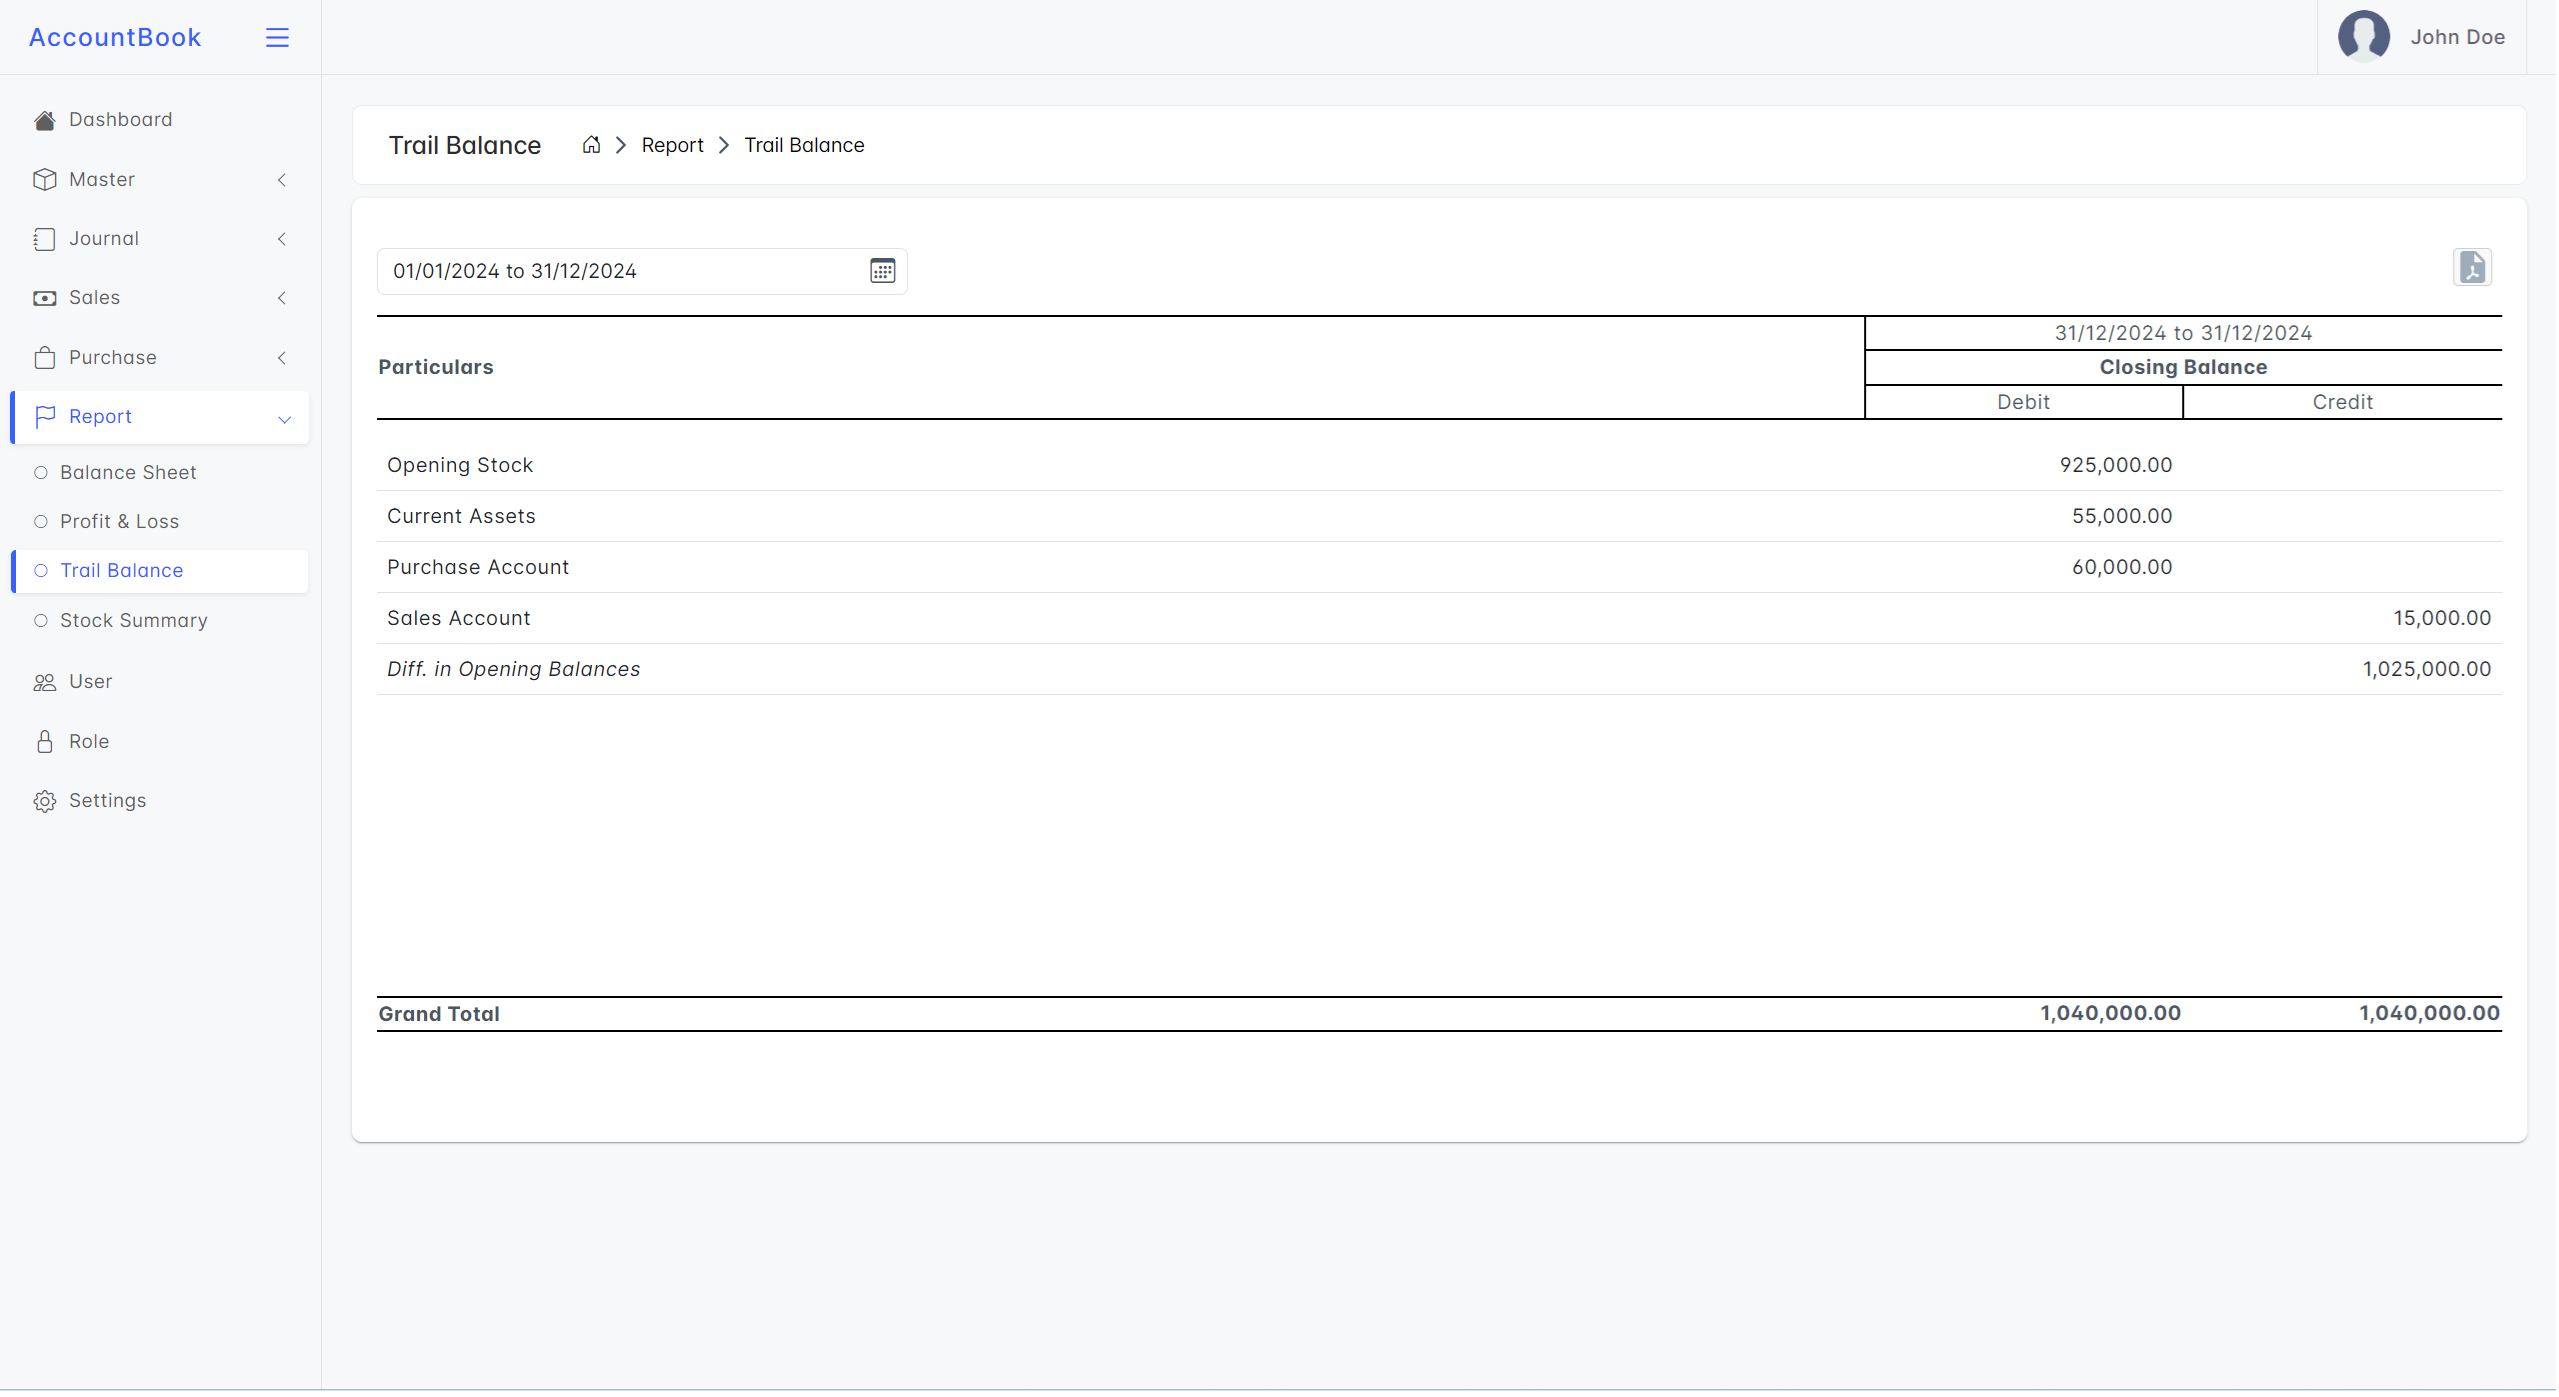 AccountBook
John Doe
Dashboard
Master
Journal
Sales
Purchase
Report
Balance Sheet
Profit & Loss
Trail Balance
Stock Summary
User
Role
Settings
Trail Balance Report Trail Balance
01/01/2024 to 31/12/2024
31/12/2024 to 31/12/2024
Particulars Closing Balance
Debit Credit
Opening Stock 925,000.00
Current Assets 55,000.00
Purchase Account 60,000.00
Sales Account 15,000.00
Diff. in Opening Balances 1,025,000.00
Grand Total 1,040,000.00 1,040,000.00